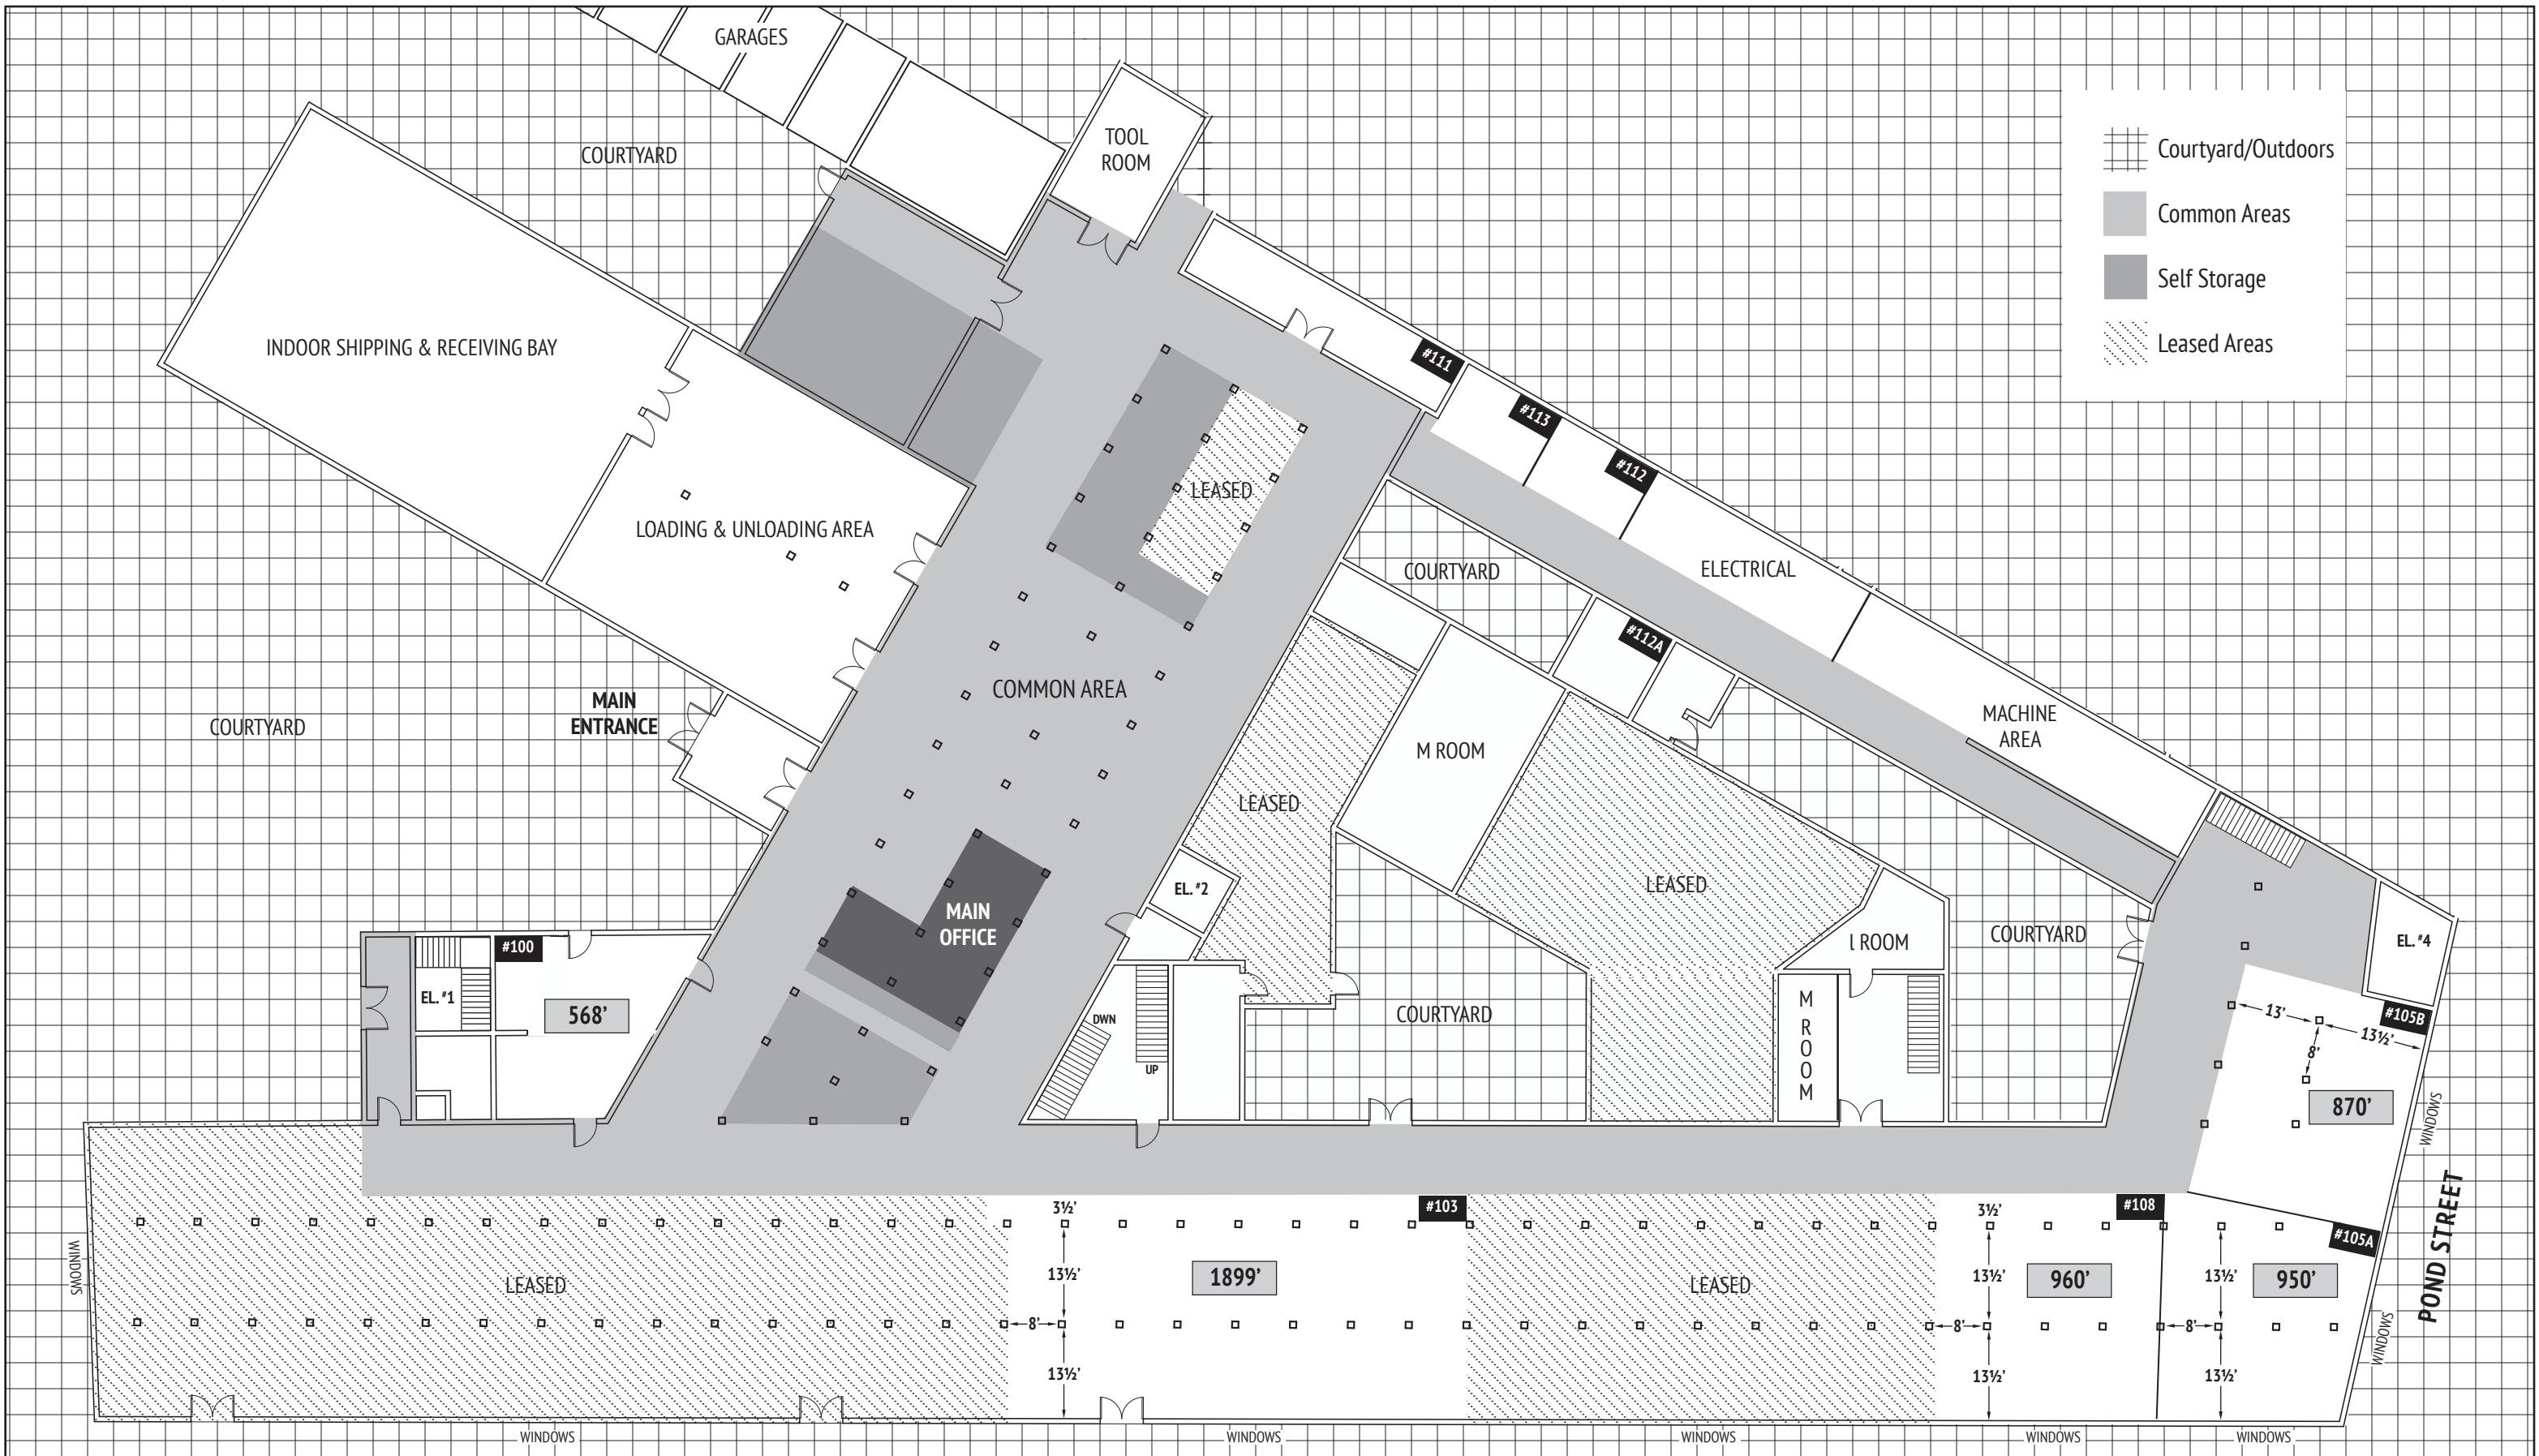 GARAGES
TOOL
ROOM
COURTYARD
Courtyard/Outdoors
Common Areas
Self Storage
Leased Areas
INDOOR SHIPPING & RECEIVING BAY
#111
#113
#112
LEASED
LOADING & UNLOADING AREA
COURTYARD
ELECTRICAL
#112A
COMMON AREA
MAIN
ENTRANCE
COURTYARD
MACHINE
AREA
M ROOM
LEASED
EL. #2
LEASED
MAIN
OFFICE
#100
l ROOM
COURTYARD
EL. #4
EL. #1
568’
DWN
UP
COURTYARD
M
R
O
O
M
13’
#105B
13½’
8’
870’
WINDOWS
POND STREET
3½’
#103
3½’
#108
#105A
WINDOWS
LEASED
13½’
1899’
LEASED
13½’
960’
13½’
950’
8’
8’
8’
WINDOWS
13½’
13½’
13½’
WINDOWS
WINDOWS
WINDOWS
WINDOWS
WINDOWS